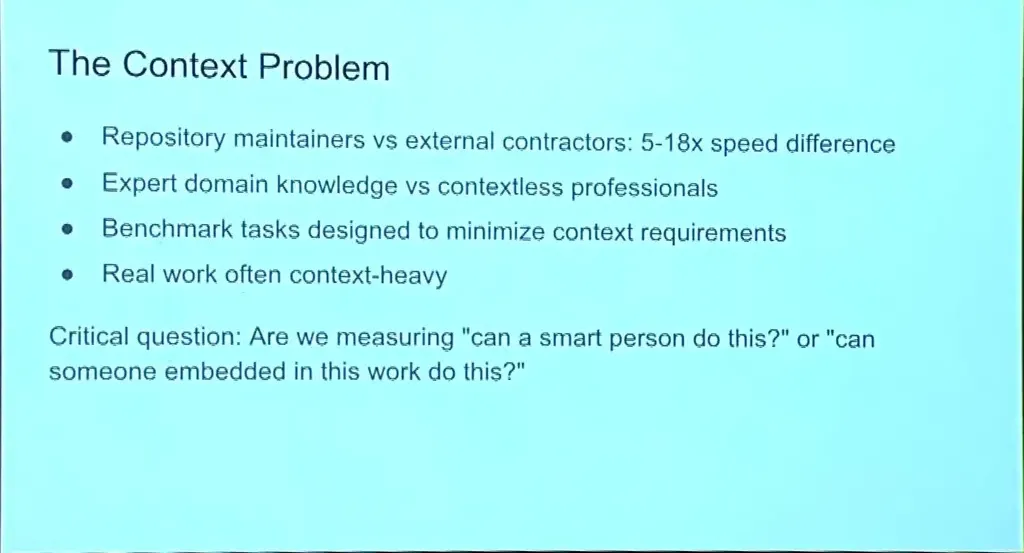 The Context Problem
● Repository maintainers vs external contractors: 5-18x speed difference
● Expert domain knowledge vs contextless professionals
● Benchmark tasks designed to minimize context requirements
● Real work often context-heavy
Critical question: Are we measuring "can a smart person do this?" or "can
someone embedded in this work do this?"